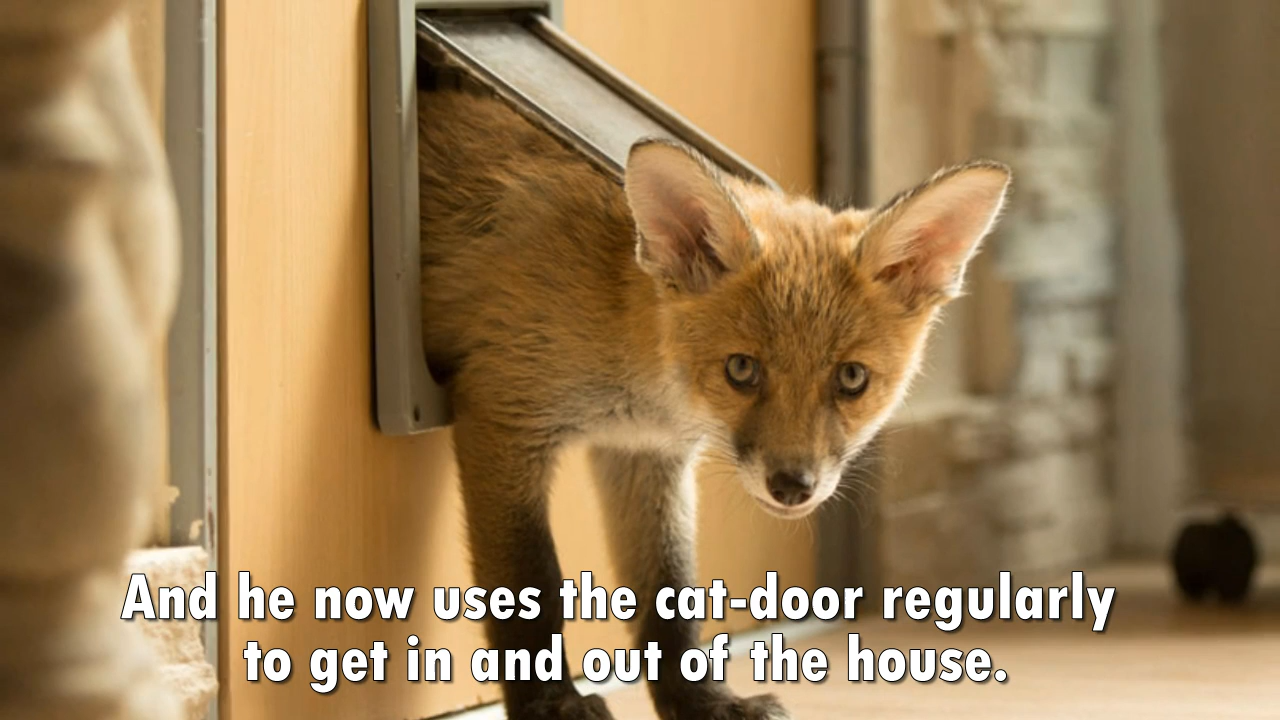 And he now uses the cat-door regularly
to get in and out of the house.